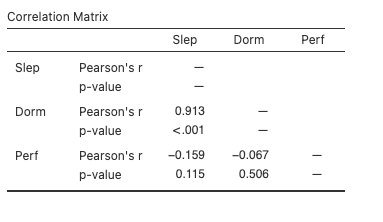 Correlation Matrix
Slep Dorm Perf
Slep Pearson's r —
p-value —
Dorm Pearson's r 0.913 —
p-value <.001 —
Perf Pearson's r −0.159 −0.067 —
p-value 0.115 0.506 —